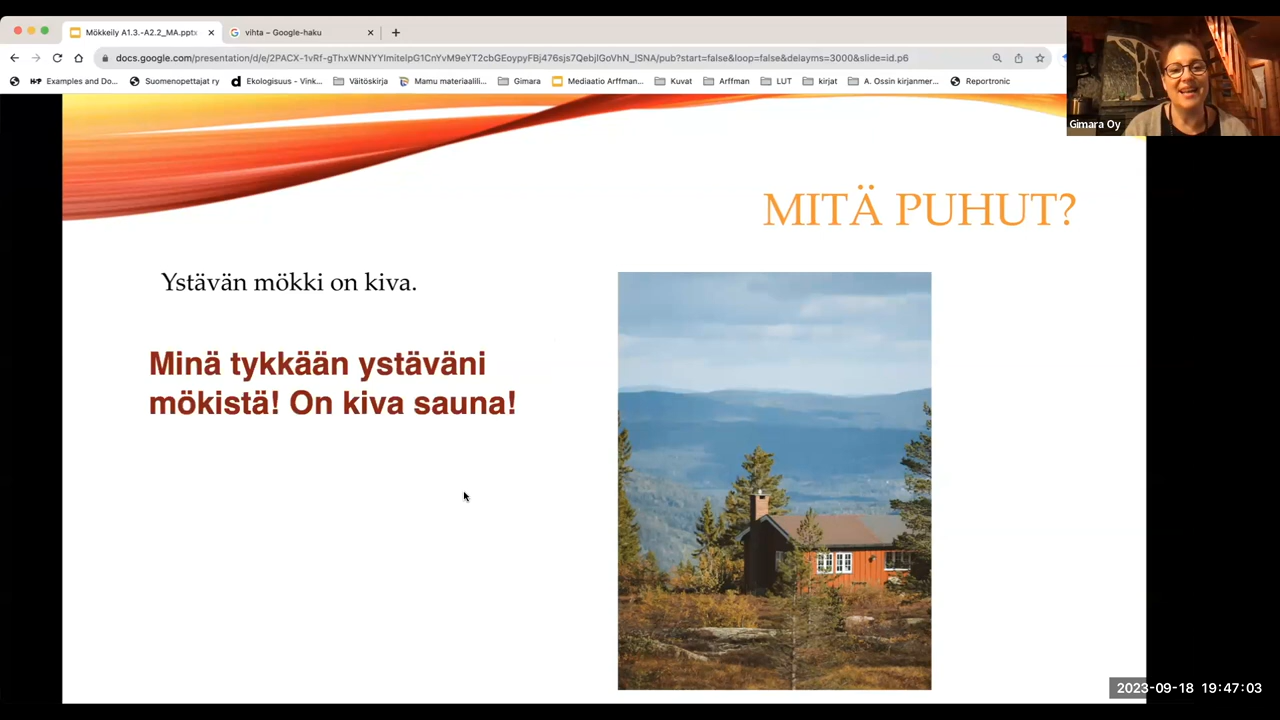 Mökkeily A1.3.-A2.2_MA.pptx
vihta – Google-haku
docs.google.com/presentation/d/e/2PACX-1vRf-gThxWNNYYImitelpG1CnYvM9eYT2cbGEoypyFBj476sjs7QebjlGoVhN_lSNA/pub?start=false&loop=false&delayms=3000&slide=id.p6
Examples and Do... Suomenopettajat ry Ekologisuus - Vink... Väitöskirja Mamu materiaalili... Gimara Mediaatio Arffman... Kuvat Arffman LUT kirjat A. Ossin kirjanmer... Reportronic
Gimara Oy
MITÄ PUHUT?
Ystävän mökki on kiva.
Minä tykkään ystäväni
mökistä! On kiva sauna!
2023-09-18 19:47:03